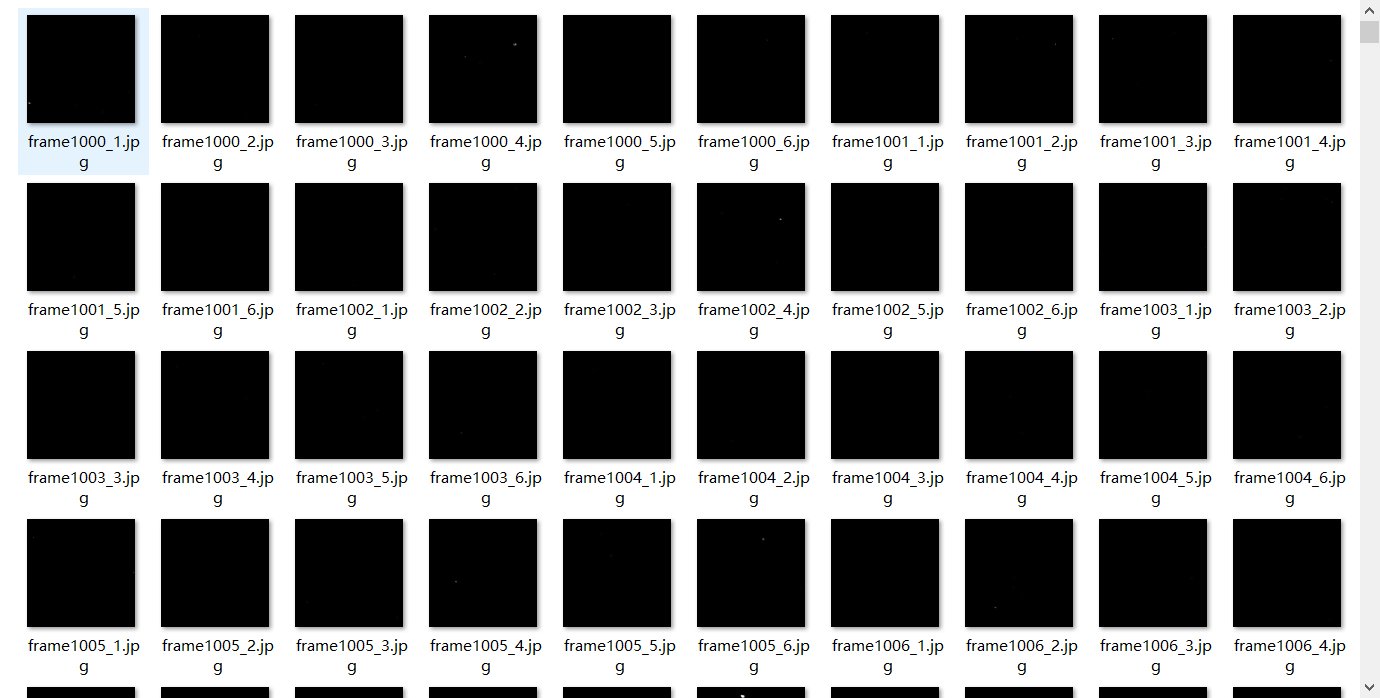 frame1000_1.jp frame1000_2.jp frame1000_3.jp frame1000_4.jp frame1000_5.jp frame1000_6.jp frame1001_1.jp frame1001_2.jp frame1001_3.jp frame1001_4.jp
g g g g g g g g g g
frame1001_5.jp frame1001_6.jp frame1002_1.jp frame1002_2.jp frame1002_3.jp frame1002_4.jp frame1002_5.jp frame1002_6.jp frame1003_1.jp frame1003_2.jp
g g g g g g g g g g
frame1003_3.jp frame1003_4.jp frame1003_5.jp frame1003_6.jp frame1004_1.jp frame1004_2.jp frame1004_3.jp frame1004_4.jp frame1004_5.jp frame1004_6.jp
g g g g g g g g g g
frame1005_1.jp frame1005_2.jp frame1005_3.jp frame1005_4.jp frame1005_5.jp frame1005_6.jp frame1006_1.jp frame1006_2.jp frame1006_3.jp frame1006_4.jp
g g g g g g g g g g